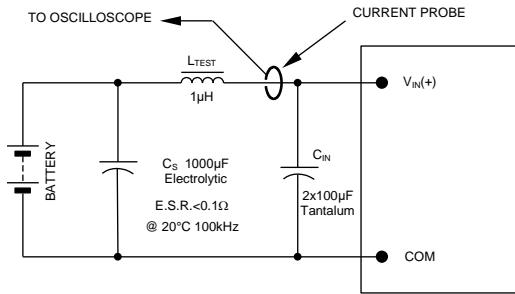 TO OSCILLOSCOPE
CURRENT PROBE
LTEST
1μH
VIN(+)
BATTERY
CS 1000μF
Electrolytic
E.S.R.<0.1Ω
@ 20°C 100kHz
CIN
2x100μF
Tantalum
COM